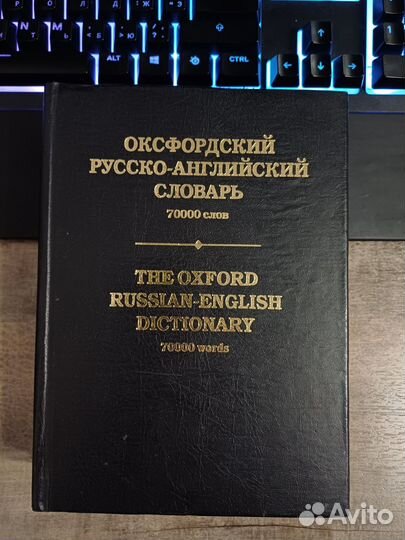 ALT
CTRL
ОКСФОРДСКИЙ
РУССКО-АНГЛИЙСКИЙ
СЛОВАРЬ
70000 слов
THE OXFORD
RUSSIAN-ENGLISH
DICTIONARY
70000 words
Avito